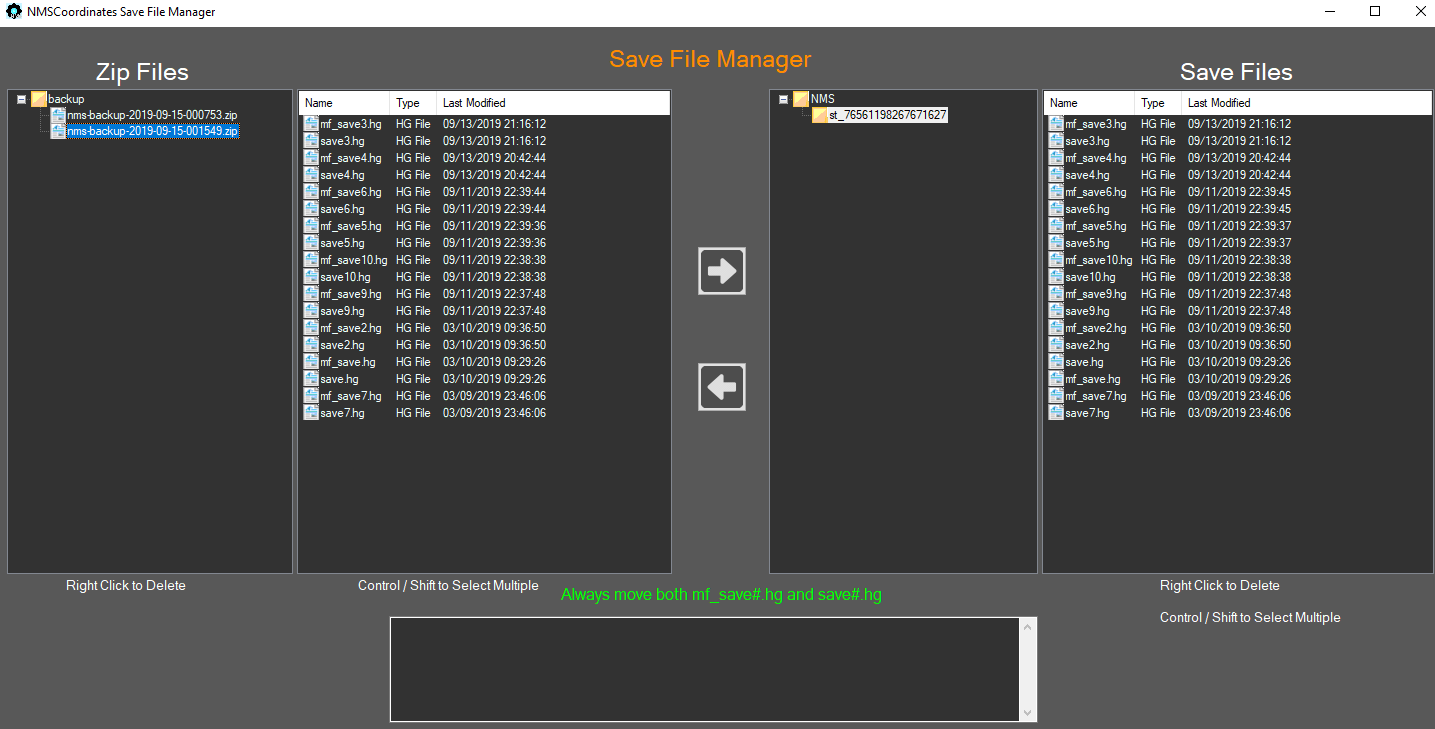 NMSCoordinates Save File Manager
Save File Manager
Zip Files
Save Files
backup
nms-backup-2019-09-15-000753.zip
nms-backup-2019-09-15-001549.zip
Name Type Last Modified
mf_save3.hg HG File 09/13/2019 21:16:12
save3.hg HG File 09/13/2019 21:16:12
mf_save4.hg HG File 09/13/2019 20:42:44
save4.hg HG File 09/13/2019 20:42:44
mf_save6.hg HG File 09/11/2019 22:39:44
save6.hg HG File 09/11/2019 22:39:44
mf_save5.hg HG File 09/11/2019 22:39:36
save5.hg HG File 09/11/2019 22:39:36
mf_save10.hg HG File 09/11/2019 22:38:38
save10.hg HG File 09/11/2019 22:38:38
mf_save9.hg HG File 09/11/2019 22:37:48
save9.hg HG File 09/11/2019 22:37:48
mf_save2.hg HG File 03/10/2019 09:36:50
save2.hg HG File 03/10/2019 09:36:50
mf_save.hg HG File 03/10/2019 09:29:26
save.hg HG File 03/10/2019 09:29:26
mf_save7.hg HG File 03/09/2019 23:46:06
save7.hg HG File 03/09/2019 23:46:06
NMS
st_76561198267671627
Name Type Last Modified
mf_save3.hg HG File 09/13/2019 21:16:12
save3.hg HG File 09/13/2019 21:16:12
mf_save4.hg HG File 09/13/2019 20:42:44
save4.hg HG File 09/13/2019 20:42:44
mf_save6.hg HG File 09/11/2019 22:39:45
save6.hg HG File 09/11/2019 22:39:45
mf_save5.hg HG File 09/11/2019 22:39:37
save5.hg HG File 09/11/2019 22:39:37
mf_save10.hg HG File 09/11/2019 22:38:38
save10.hg HG File 09/11/2019 22:38:38
mf_save9.hg HG File 09/11/2019 22:37:48
save9.hg HG File 09/11/2019 22:37:48
mf_save2.hg HG File 03/10/2019 09:36:50
save2.hg HG File 03/10/2019 09:36:50
save.hg HG File 03/10/2019 09:29:26
mf_save.hg HG File 03/10/2019 09:29:26
mf_save7.hg HG File 03/09/2019 23:46:06
save7.hg HG File 03/09/2019 23:46:06
Right Click to Delete
Control / Shift to Select Multiple
Always move both mf_save#.hg and save#.hg
Right Click to Delete
Control / Shift to Select Multiple